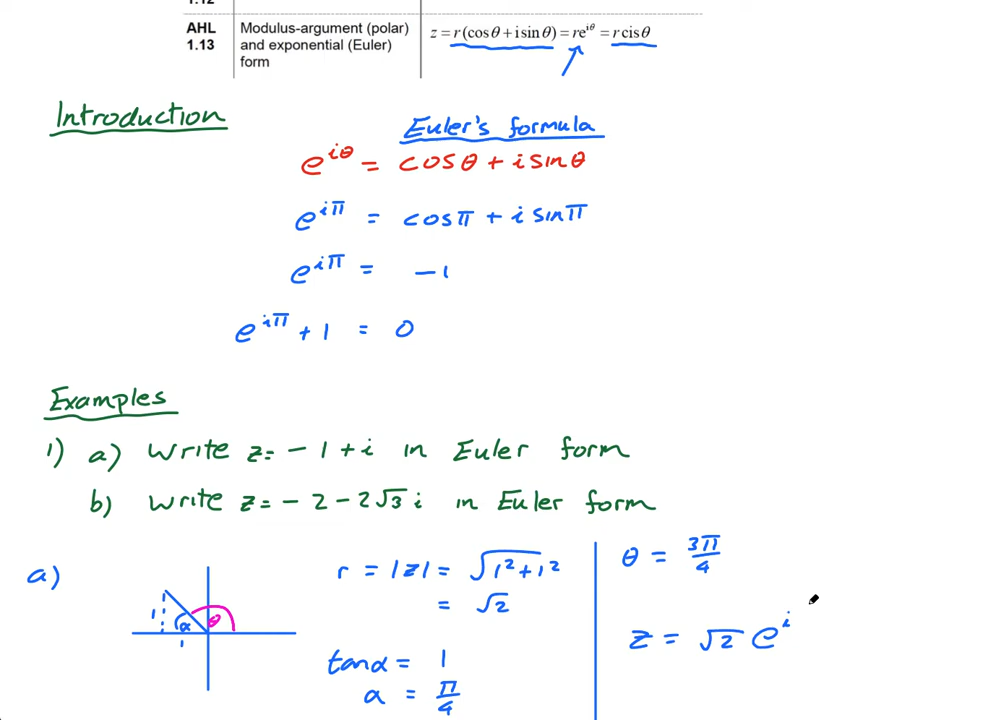 AHL Modulus-argument (polar) z = r(cosθ + i sinθ) = re^{iθ} = r cisθ
1.13 and exponential (Euler)
form
Introduction
Euler's formula
e^{iθ} = cosθ + i sinθ
e^{iπ} = cosπ + i sinπ
e^{iπ} = -1
e^{iπ} + 1 = 0
Examples
1) a) Write z = -1 + i in Euler form
b) Write z = -2 - 2√3 i in Euler form
a)
r = |z| = √(1² + 1²)
= √2
tanα = 1
α = π/4
1
α
θ
1
θ = 3π/4
z = √2 e^{i